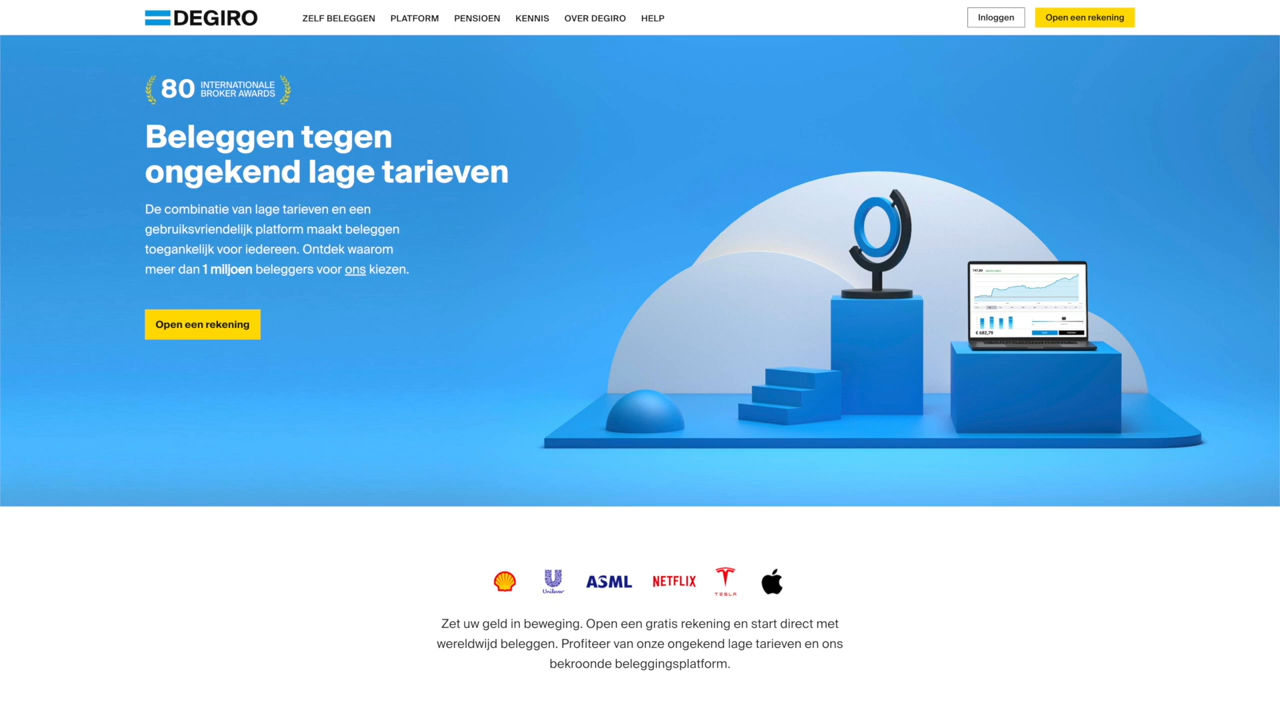 DEGIRO
ZELF BELEGGEN
PLATFORM
PENSIOEN
KENNIS
OVER DEGIRO
HELP
Inloggen
Open een rekening
80 INTERNATIONALE
BROKER AWARDS
Beleggen tegen
ongekend lage tarieven
De combinatie van lage tarieven en een
gebruiksvriendelijk platform maakt beleggen
toegankelijk voor iedereen. Ontdek waarom
meer dan 1 miljoen beleggers voor ons kiezen.
Open een rekening
€ 682,79
Unilever
ASML
NETFLIX
TESLA
Zet uw geld in beweging. Open een gratis rekening en start direct met
wereldwijd beleggen. Profiteer van onze ongekend lage tarieven en ons
bekroonde beleggingsplatform.